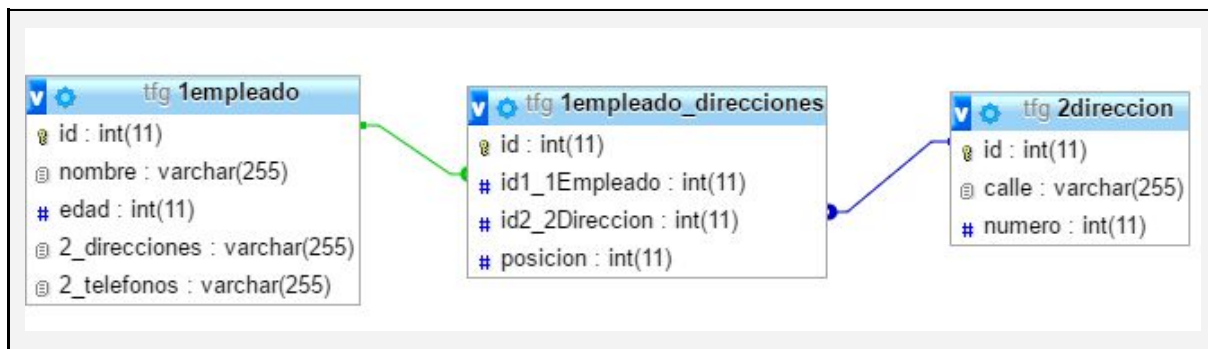 tfg 1empleado
id : int(11)
nombre : varchar(255)
edad : int(11)
2_direcciones : varchar(255)
2_telefonos : varchar(255)
tfg 1empleado_direcciones
id : int(11)
id1_1Empleado : int(11)
id2_2Direccion : int(11)
posicion : int(11)
tfg 2direccion
id : int(11)
calle : varchar(255)
numero : int(11)